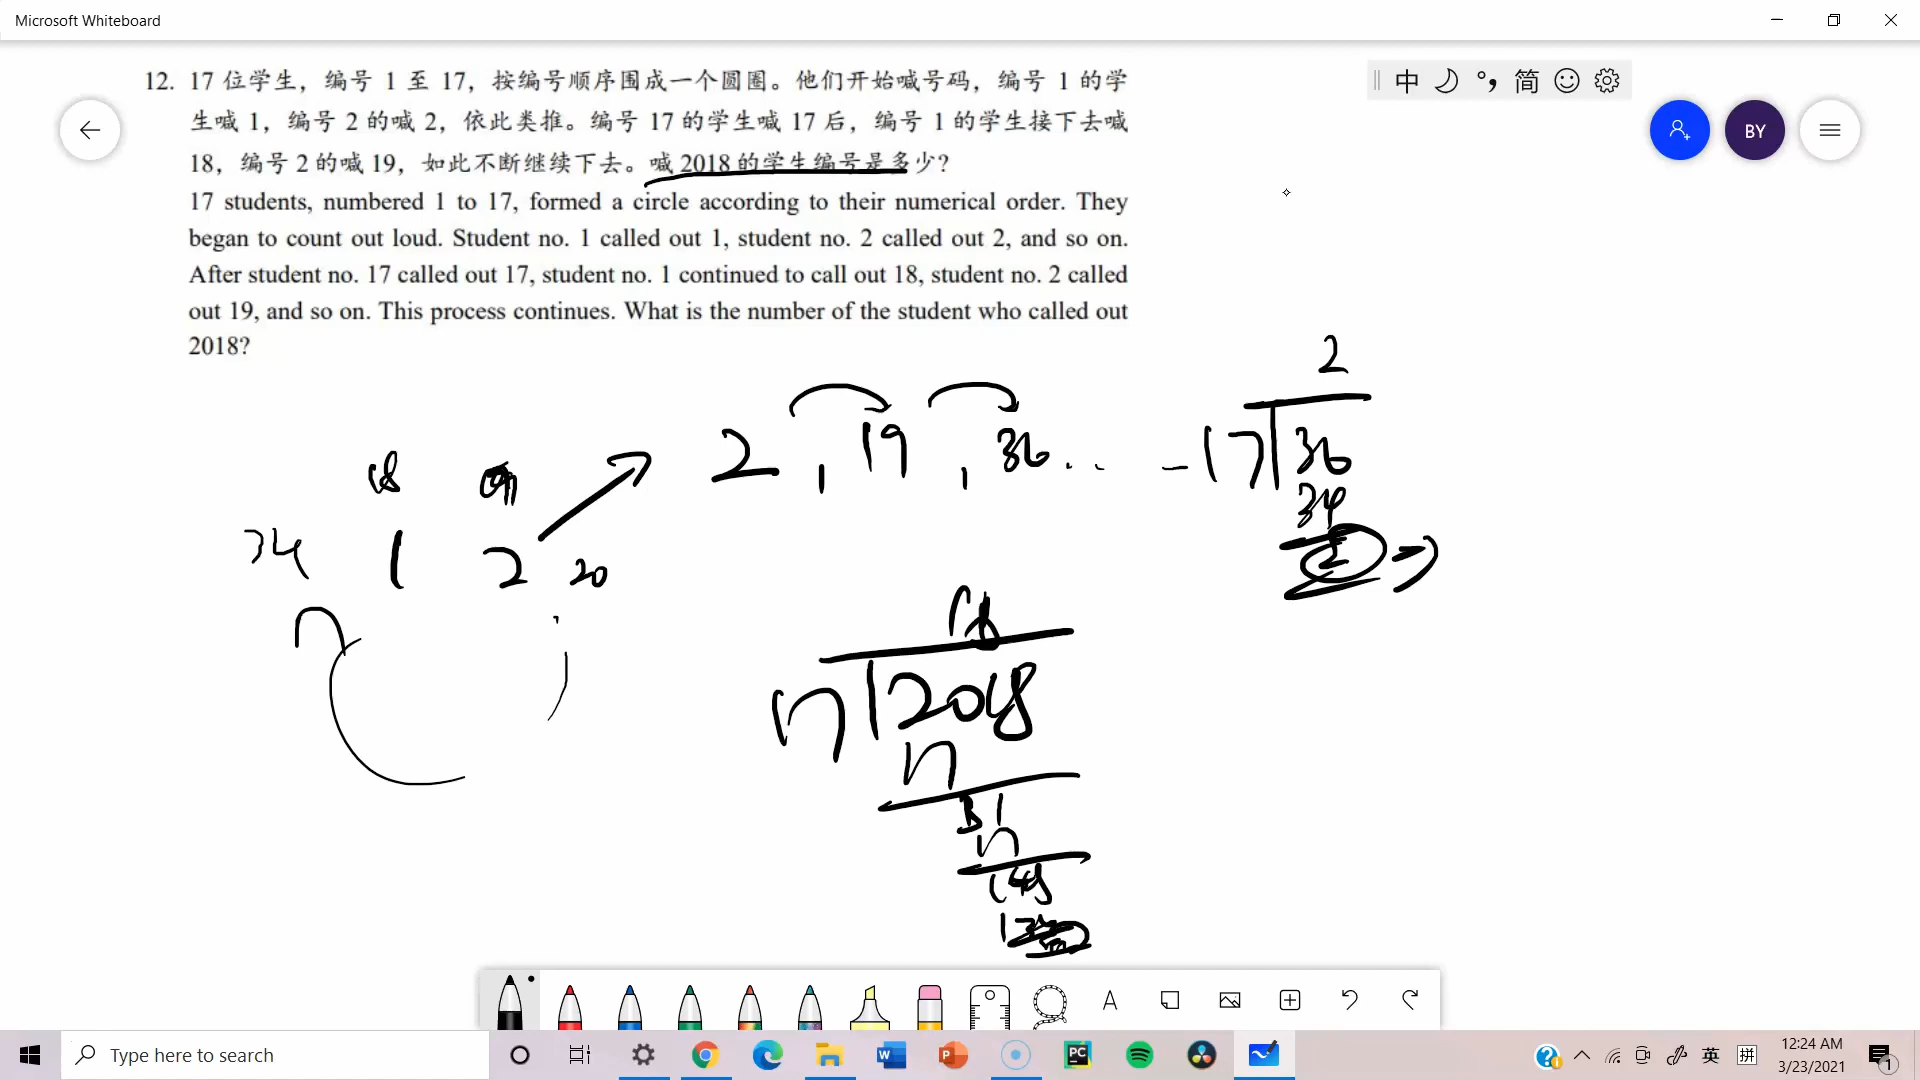 Microsoft Whiteboard
12. 17 位学生，编号 1 至 17，按编号顺序围成一个圆圈。他们开始喊号码，编号 1 的学
生喊 1，编号 2 的喊 2，依此类推。编号 17 的学生喊 17 后，编号 1 的学生接下去喊
18，编号 2 的喊 19，如此不断继续下去。喊 2018 的学生编号是多少？
17 students, numbered 1 to 17, formed a circle according to their numerical order. They
began to count out loud. Student no. 1 called out 1, student no. 2 called out 2, and so on.
After student no. 17 called out 17, student no. 1 continued to call out 18, student no. 2 called
out 19, and so on. This process continues. What is the number of the student who called out
2018?
中 简
BY
2
2 , 19 , 36 ...
17 36
34
2
18
34 1 2 20
17
17 2018
17
31
17
148
Type here to search
英 拼
12:24 AM
3/23/2021
1